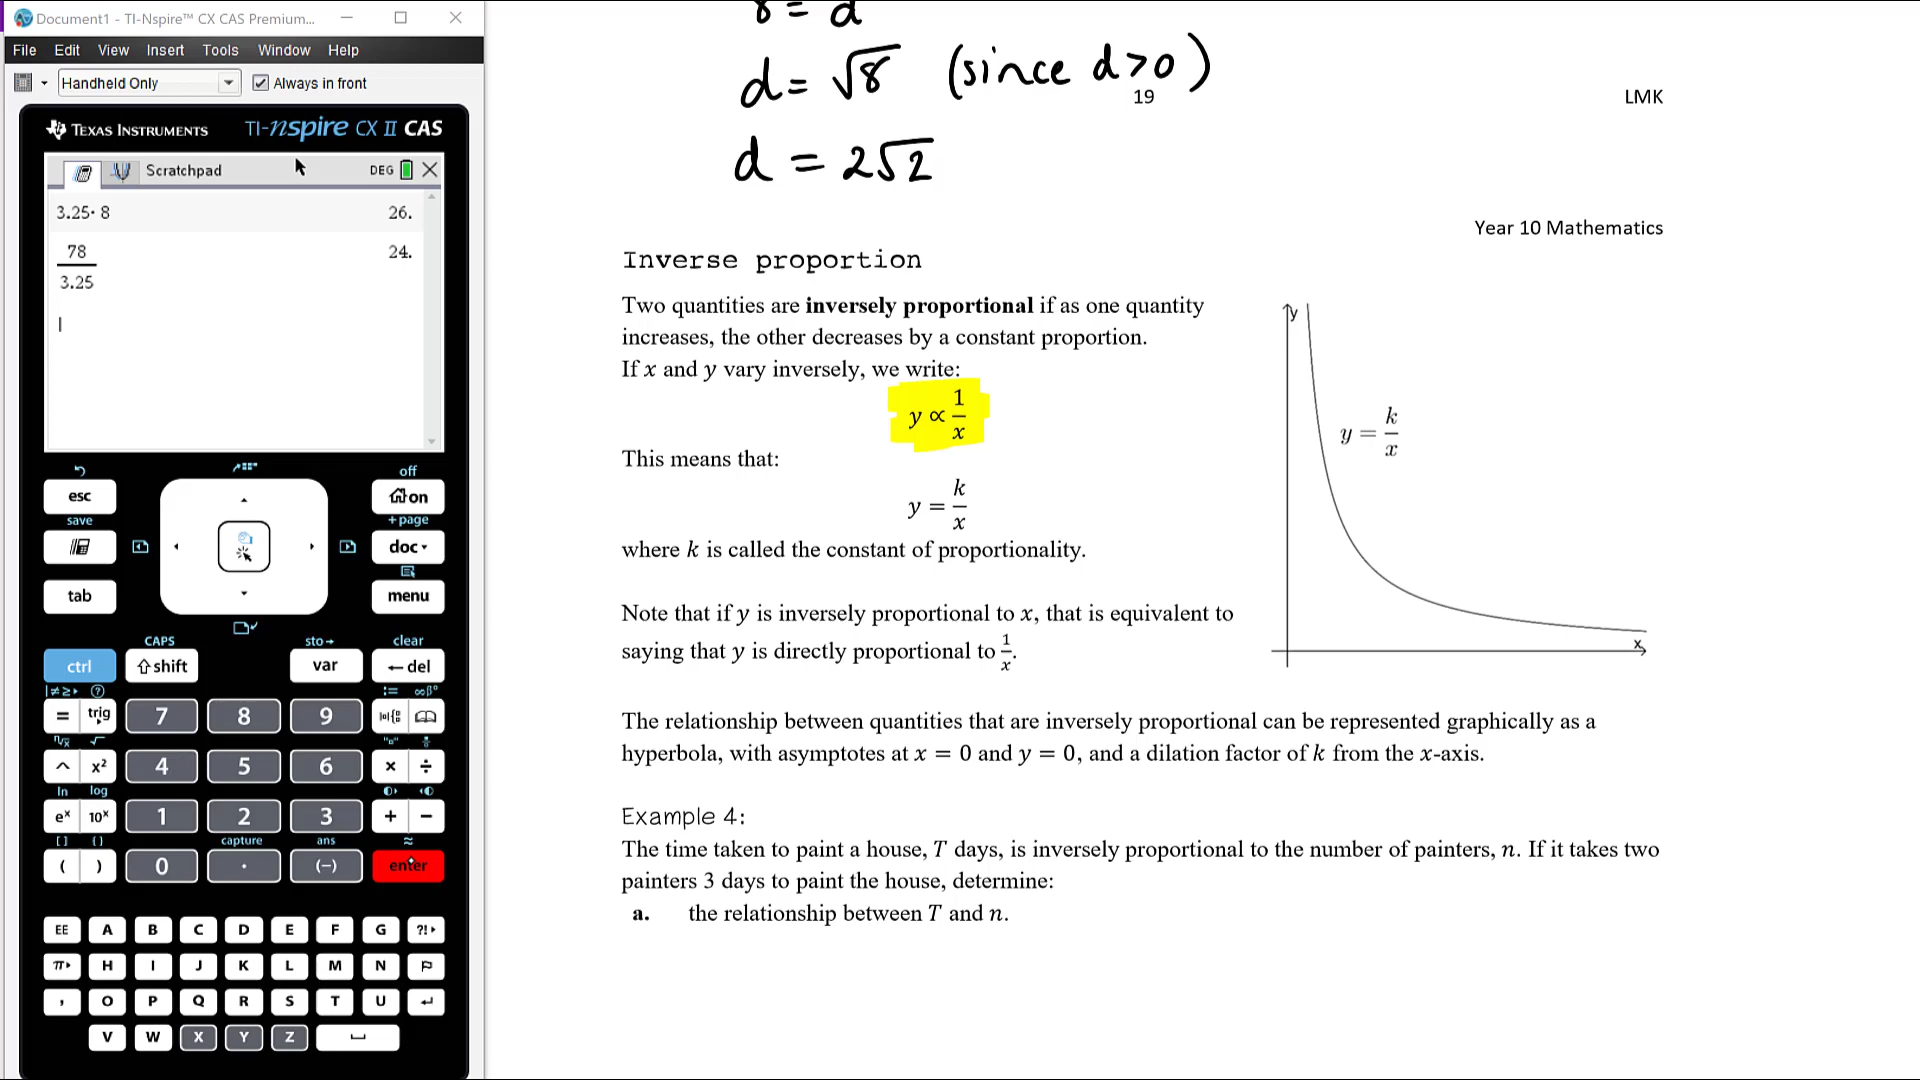 Document1 - TI-Nspire™ CX CAS Premium...
File Edit View Insert Tools Window Help
Handheld Only Always in front
TEXAS INSTRUMENTS TI-nspire CX II CAS
Scratchpad DEG
3.25·8 26.
78/3.25 24.
off
esc on
save +page
doc
tab menu
CAPS sto→ clear
ctrl shift var ←del
= trig 7 8 9
^ x² 4 5 6 × ÷
ln log
eˣ 10ˣ 1 2 3 + −
[] {} capture ans ≈
( ) 0 . (−) enter
EE A B C D E F G ?!
π H I J K L M N
, O P Q R S T U
V W X Y Z
d = √8 (since d>0)
19 LMK
d = 2√2
Year 10 Mathematics
Inverse proportion
Two quantities are inversely proportional if as one quantity
increases, the other decreases by a constant proportion.
If x and y vary inversely, we write:
y ∝ 1/x
This means that:
y = k/x
where k is called the constant of proportionality.
Note that if y is inversely proportional to x, that is equivalent to
saying that y is directly proportional to 1/x.
y
y = k/x
x
The relationship between quantities that are inversely proportional can be represented graphically as a
hyperbola, with asymptotes at x = 0 and y = 0, and a dilation factor of k from the x-axis.
Example 4:
The time taken to paint a house, T days, is inversely proportional to the number of painters, n. If it takes two
painters 3 days to paint the house, determine:
a. the relationship between T and n.